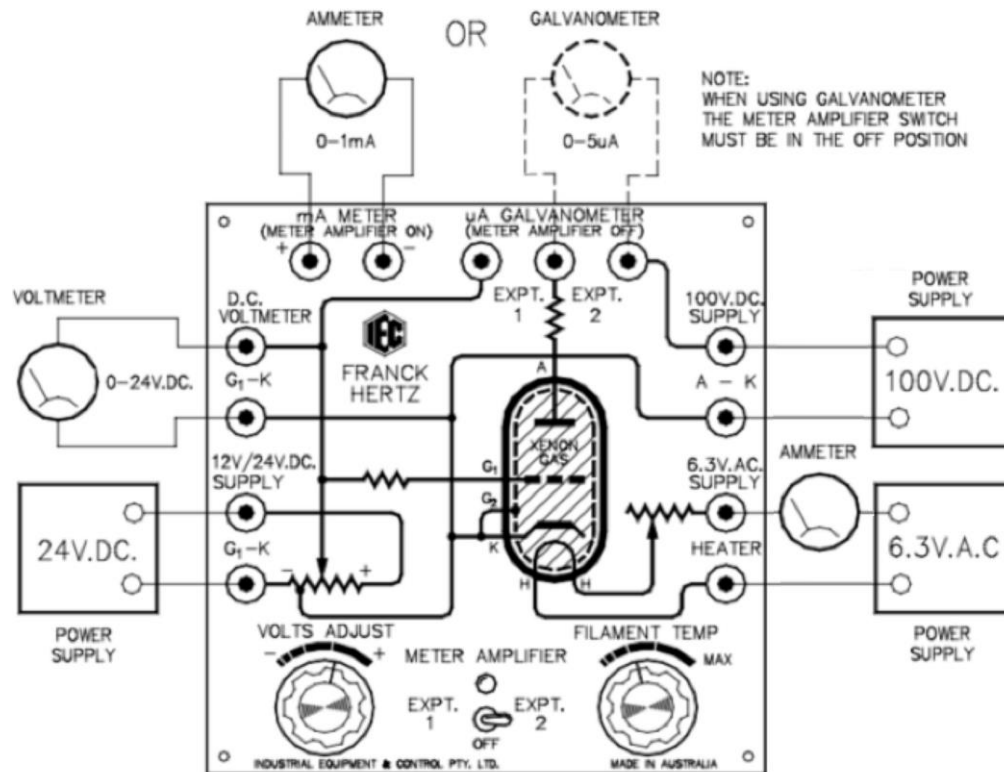 AMMETER
OR
GALVANOMETER
0-1mA
0-5uA
NOTE:
WHEN USING GALVANOMETER
THE METER AMPLIFIER SWITCH
MUST BE IN THE OFF POSITION
mA METER
(METER AMPLIFIER ON)
+
-
uA GALVANOMETER
(METER AMPLIFIER OFF)
VOLTMETER
0-24V.DC.
D.C.
VOLTMETER
G₁-K
IEC
FRANCK
HERTZ
EXPT.
1
EXPT.
2
100V.DC.
SUPPLY
A - K
POWER
SUPPLY
100V.DC.
A
XENON
GAS
G₁
G₂
K
H
H
12V/24V.DC.
SUPPLY
G₁-K
24V.DC.
POWER
SUPPLY
- +
6.3V.AC.
SUPPLY
HEATER
AMMETER
6.3V.A.C
POWER
SUPPLY
VOLTS ADJUST
- +
METER AMPLIFIER
EXPT.
1
EXPT.
2
OFF
FILAMENT TEMP
MAX
INDUSTRIAL EQUIPMENT & CONTROL PTY. LTD.
MADE IN AUSTRALIA